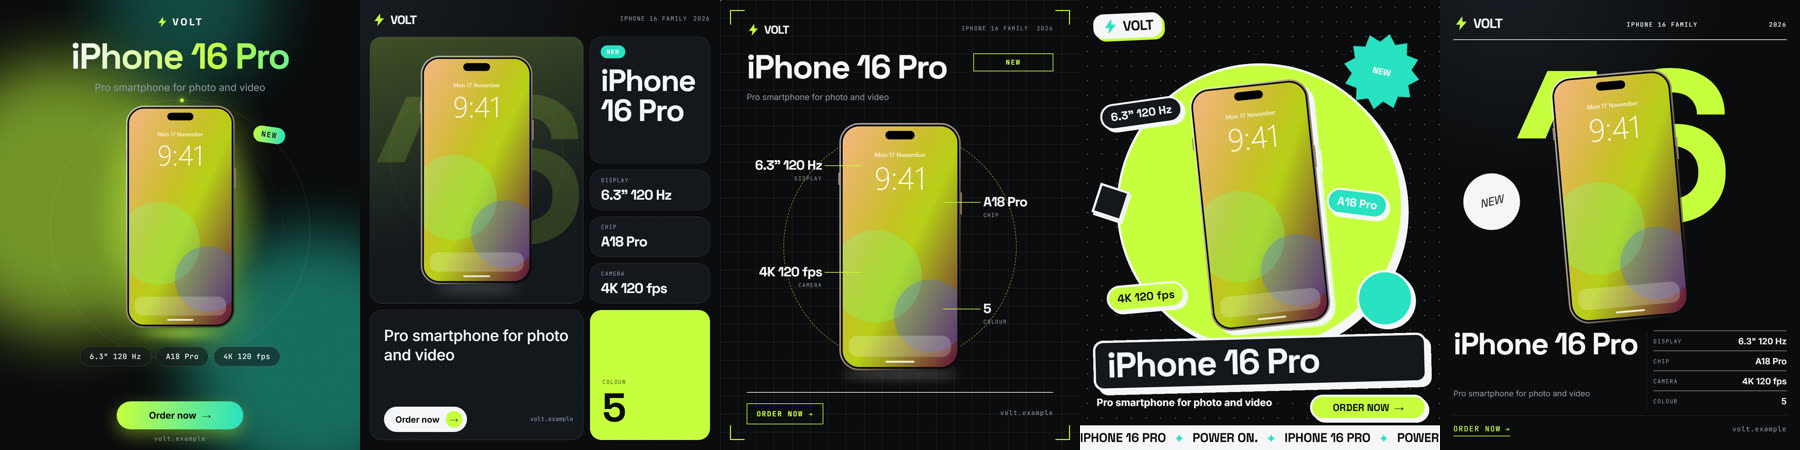 VOLT
iPhone 16 Pro
Pro smartphone for photo and video
Mon 17 November
9:41
NEW
6.3" 120 Hz
A18 Pro
4K 120 fps
Order now →
volt.example
VOLT
IPHONE 16 FAMILY 2026
16
Mon 17 November
9:41
NEW
iPhone
16 Pro
DISPLAY
6.3” 120 Hz
CHIP
A18 Pro
CAMERA
4K 120 fps
Pro smartphone for photo
and video
Order now →
volt.example
COLOUR
5
VOLT
IPHONE 16 FAMILY 2026
iPhone 16 Pro
NEW
Pro smartphone for photo and video
Mon 17 November
9:41
6.3” 120 Hz
DISPLAY
A18 Pro
CHIP
4K 120 fps
CAMERA
5
COLOUR
ORDER NOW →
volt.example
VOLT
NEW
6.3” 120 Hz
Mon 17 November
9:41
A18 Pro
4K 120 fps
iPhone 16 Pro
Pro smartphone for photo and video
ORDER NOW →
IPHONE 16 PRO ✦ POWER ON. ✦ IPHONE 16 PRO ✦ POWER
VOLT
IPHONE 16 FAMILY
2026
16
Mon 17 November
9:41
NEW
iPhone 16 Pro
Pro smartphone for photo and video
DISPLAY 6.3” 120 Hz
CHIP A18 Pro
CAMERA 4K 120 fps
COLOUR 5
ORDER NOW →
volt.example